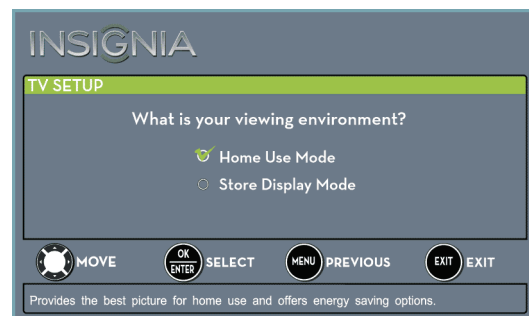 INSIGNIA
TV SETUP
What is your viewing environment?
Home Use Mode
Store Display Mode
MOVE OK ENTER SELECT MENU PREVIOUS EXIT EXIT
Provides the best picture for home use and offers energy saving options.